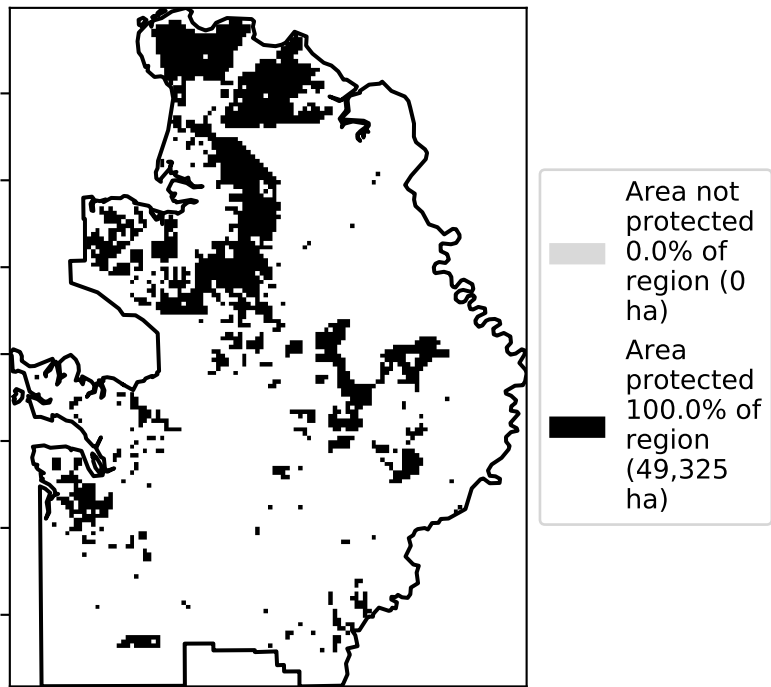 Area not
protected
0.0% of
region (0
ha)
Area
protected
100.0% of
region
(49,325
ha)